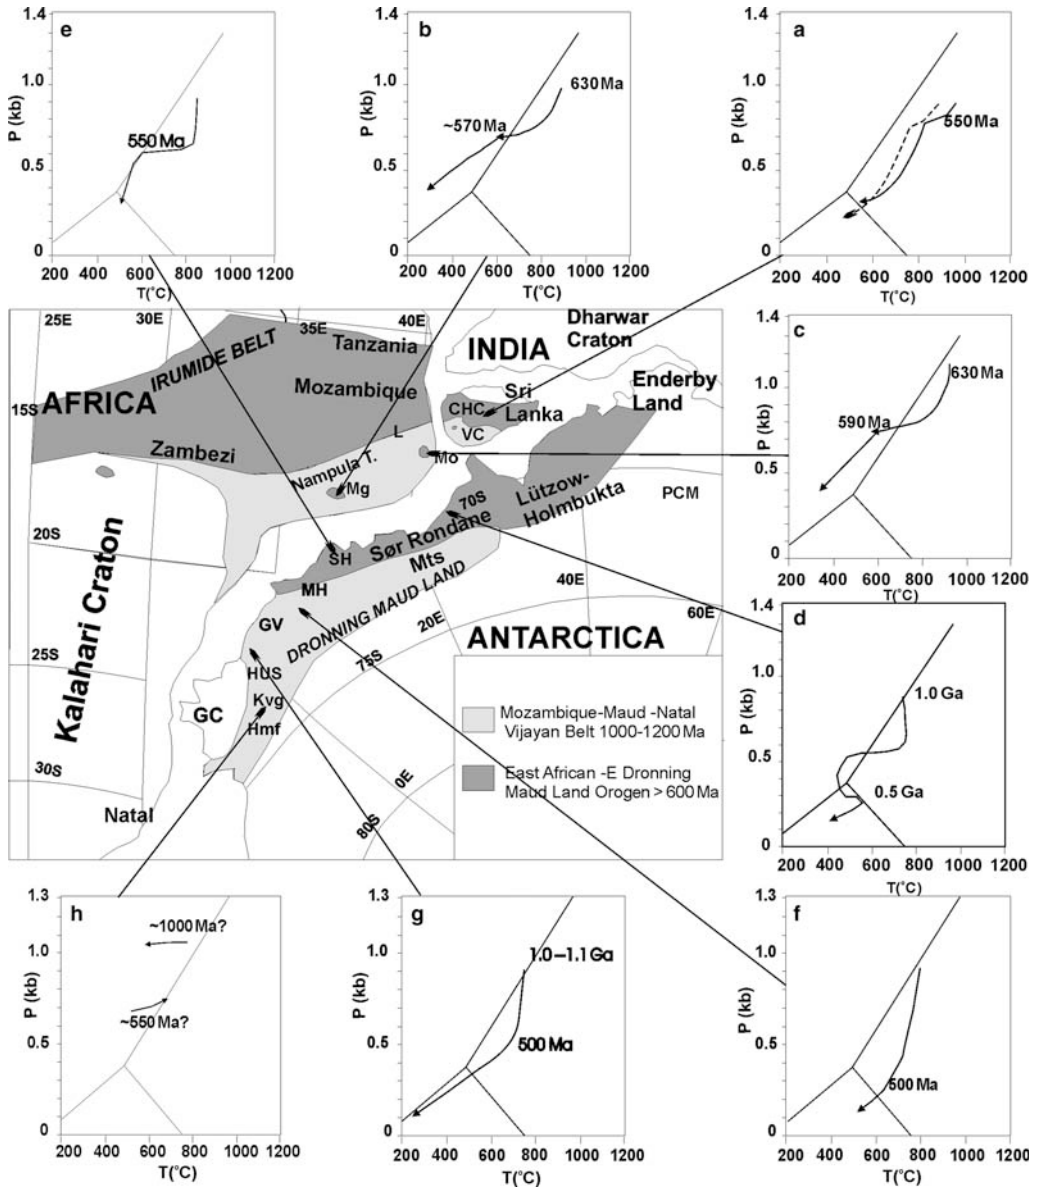 e
1.4
1.0
0.5
0
P (kb)
550 Ma
200 400 600 800 1000 1200
T(°C)
b
1.4
1.0
0.5
0
P (kb)
630 Ma
~570 Ma
200 400 600 800 1000 1200
T(°C)
a
1.4
1.0
0.5
0
P (kb)
550 Ma
200 400 600 800 1000 1200
T(°C)
25E
30E
35E
40E
15S
20S
25S
30S
IRUMIDE BELT
Tanzania
Mozambique
AFRICA
Zambezi
L
Nampula T.
Mg
Mo
INDIA
Dharwar
Craton
Enderby
Land
Sri
Lanka
CHC
VC
PCM
Lützow-
Holmbukta
70S
Sør Rondane
Mts
SH
MH
DRONNING MAUD LAND
GV
HUS
Kvg
Hmf
GC
Kalahari Craton
Natal
ANTARCTICA
40E
60E
20E
75S
0E
80S
Mozambique-Maud -Natal
Vijayan Belt 1000-1200 Ma
East African -E Dronning
Maud Land Orogen > 600 Ma
c
1.4
1.0
0.5
0
P (kb)
630 Ma
590 Ma
200 400 600 800 1000 1200
T(°C)
d
1.4
1.0
0.5
0
P (kb)
1.0 Ga
0.5 Ga
200 400 600 800 1000 1200
T(°C)
h
1.3
1.0
0.5
0
P (kb)
~1000 Ma?
~550 Ma?
200 400 600 800 1000 1200
T(°C)
g
1.3
1.0
0.5
0
P (kb)
1.0–1.1 Ga
500 Ma
200 400 600 800 1000 1200
T(°C)
f
1.3
1.0
0.5
0
P (kb)
500 Ma
200 400 600 800 1000 1200
T(°C)